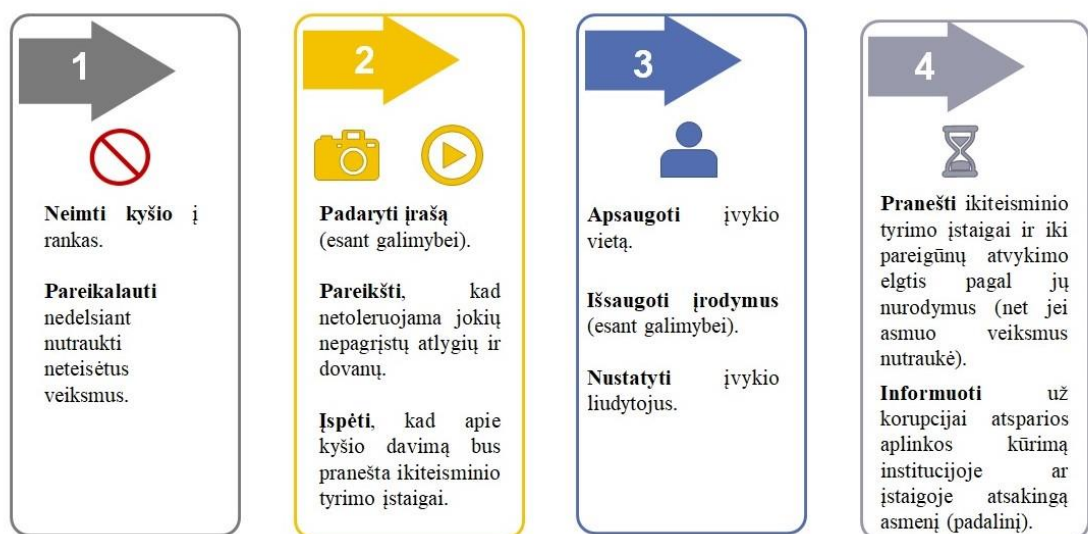 1
Neimti kyšio į
rankas.
Pareikalauti
nedelsiant
nutraukti
neteisėtus
veiksmus.
2
Padaryti įrašą
(esant galimybei).
Pareikšti, kad
netoleruojama jokių
nepagrįstų atlygių ir
dovanų.
Įspėti, kad apie
kyšio davimą bus
pranešta ikiteisminio
tyrimo įstaigai.
3
Apsaugoti įvykio
vietą.
Išsaugoti įrodymus
(esant galimybei).
Nustatyti įvykio
liudytojus.
4
Pranešti ikiteisminio
tyrimo įstaigai ir iki
pareigūnų atvykimo
elgtis pagal jų
nurodymus (net jei
asmuo veiksmus
nutraukė).
Informuoti už
korupcijai atsparios
aplinkos kūrimą
institucijoje ar
įstaigoje atsakingą
asmenį (padalinį).